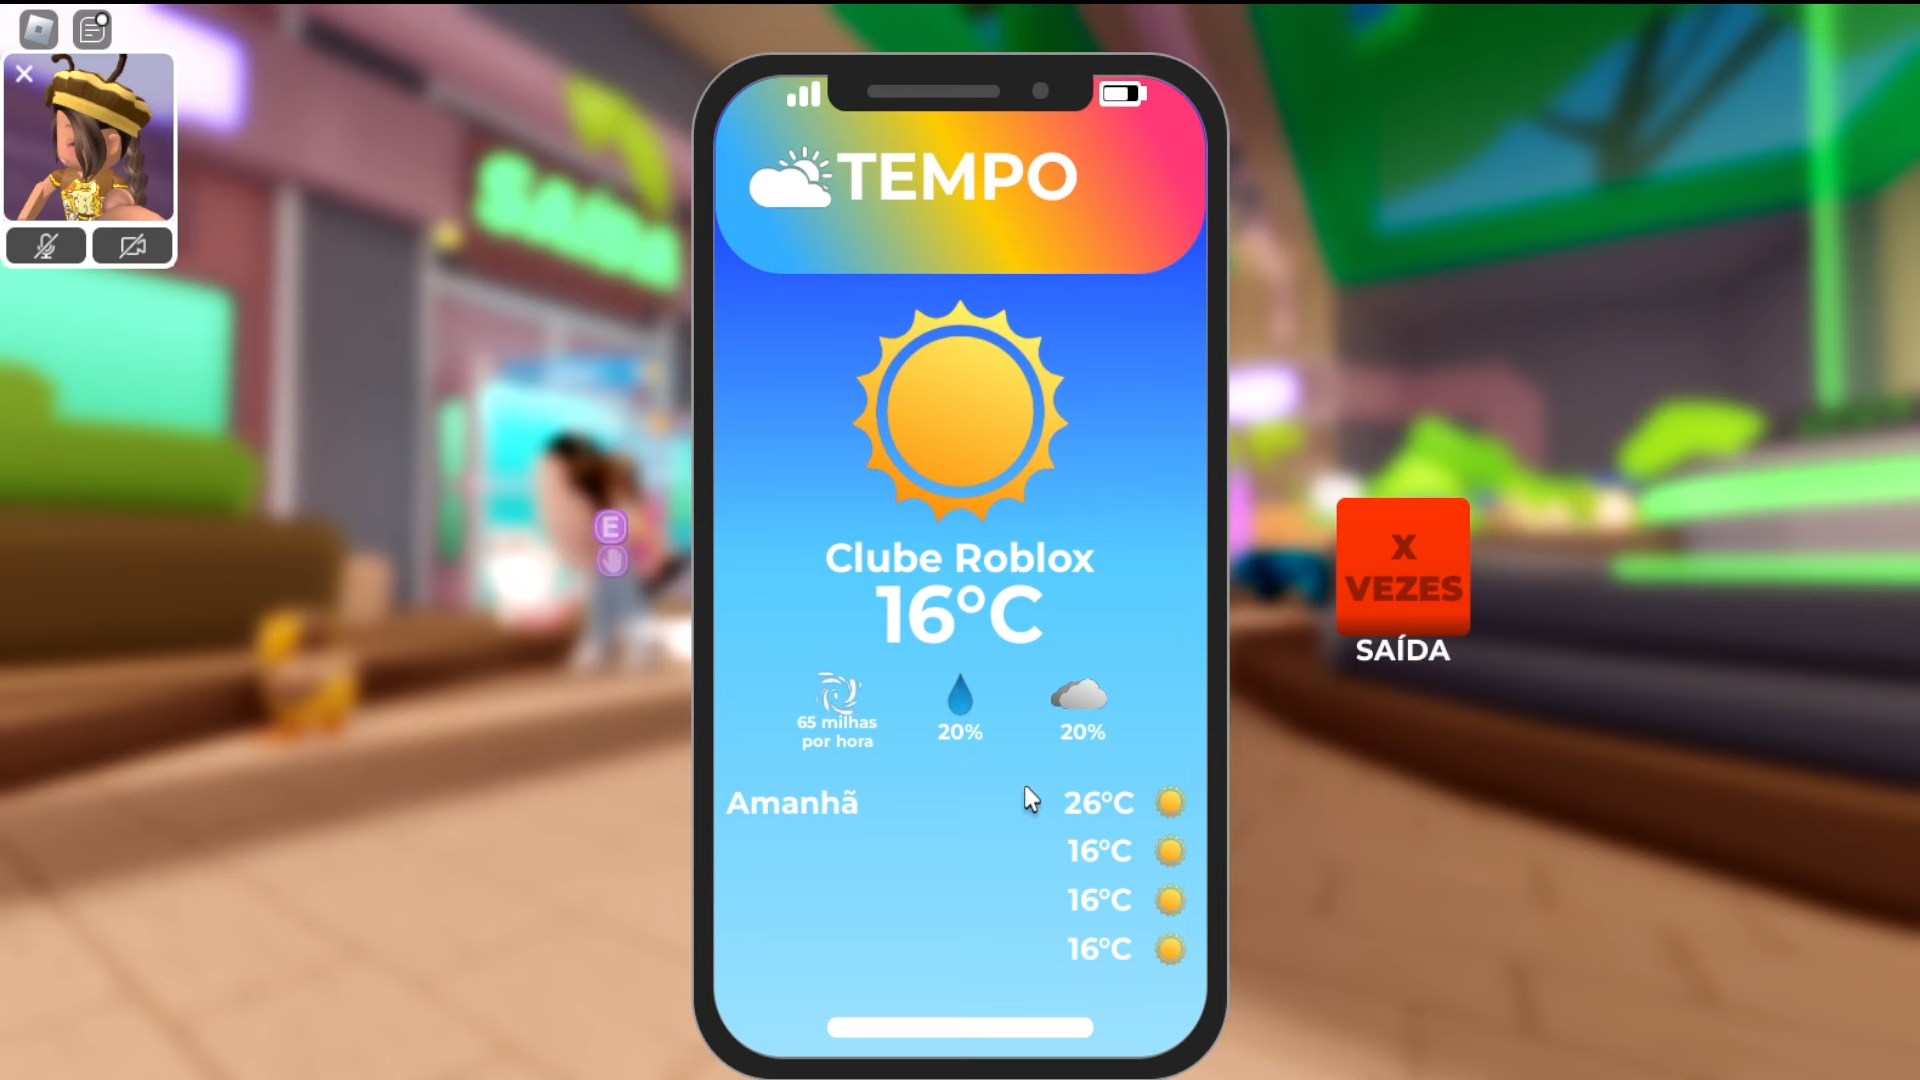 TEMPO
Clube Roblox
16°C
65 milhas
por hora
20%
20%
Amanhã 26°C
16°C
16°C
16°C
E
X
VEZES
SAÍDA